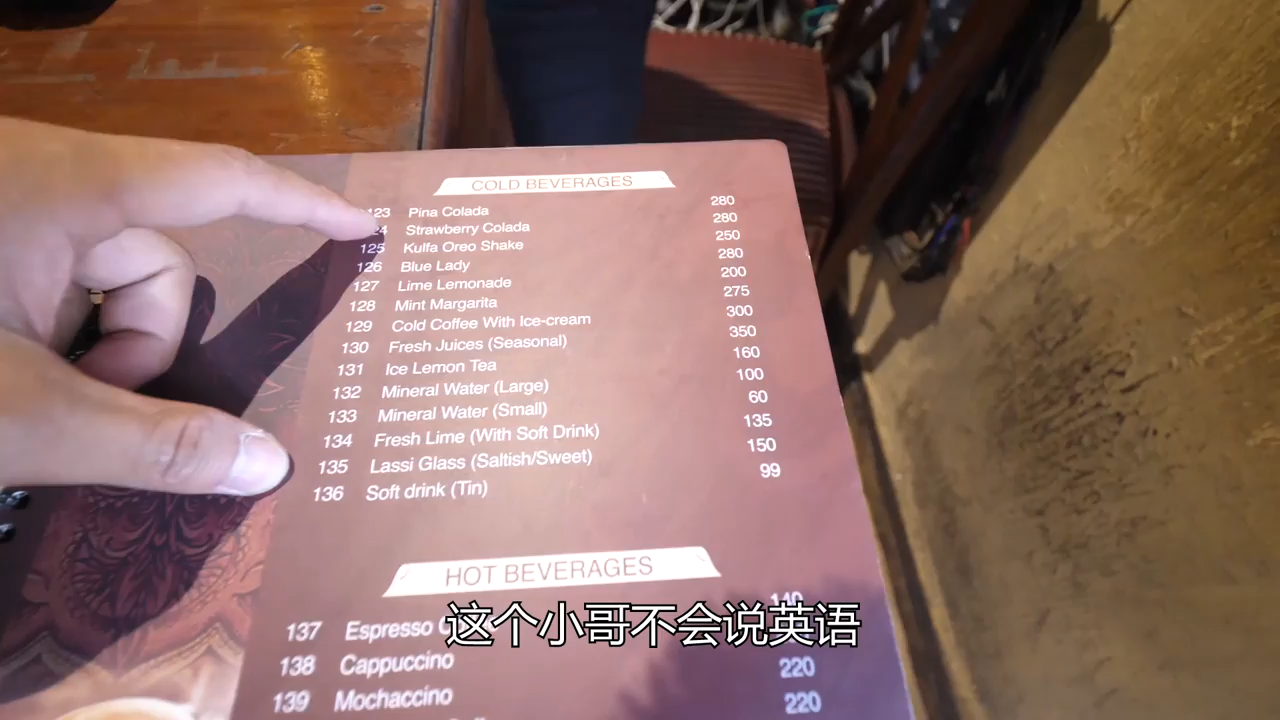 COLD BEVERAGES
123 Pina Colada 280
Strawberry Colada 280
125 Kulfa Oreo Shake 250
126 Blue Lady 280
127 Lime Lemonade 200
128 Mint Margarita 275
129 Cold Coffee With Ice-cream 300
130 Fresh Juices (Seasonal) 350
131 Ice Lemon Tea 160
132 Mineral Water (Large) 100
133 Mineral Water (Small) 60
134 Fresh Lime (With Soft Drink) 135
135 Lassi Glass (Saltish/Sweet) 150
136 Soft drink (Tin) 99
HOT BEVERAGES
137 Espresso
这个小哥不会说英语
138 Cappuccino 220
139 Mochaccino 220